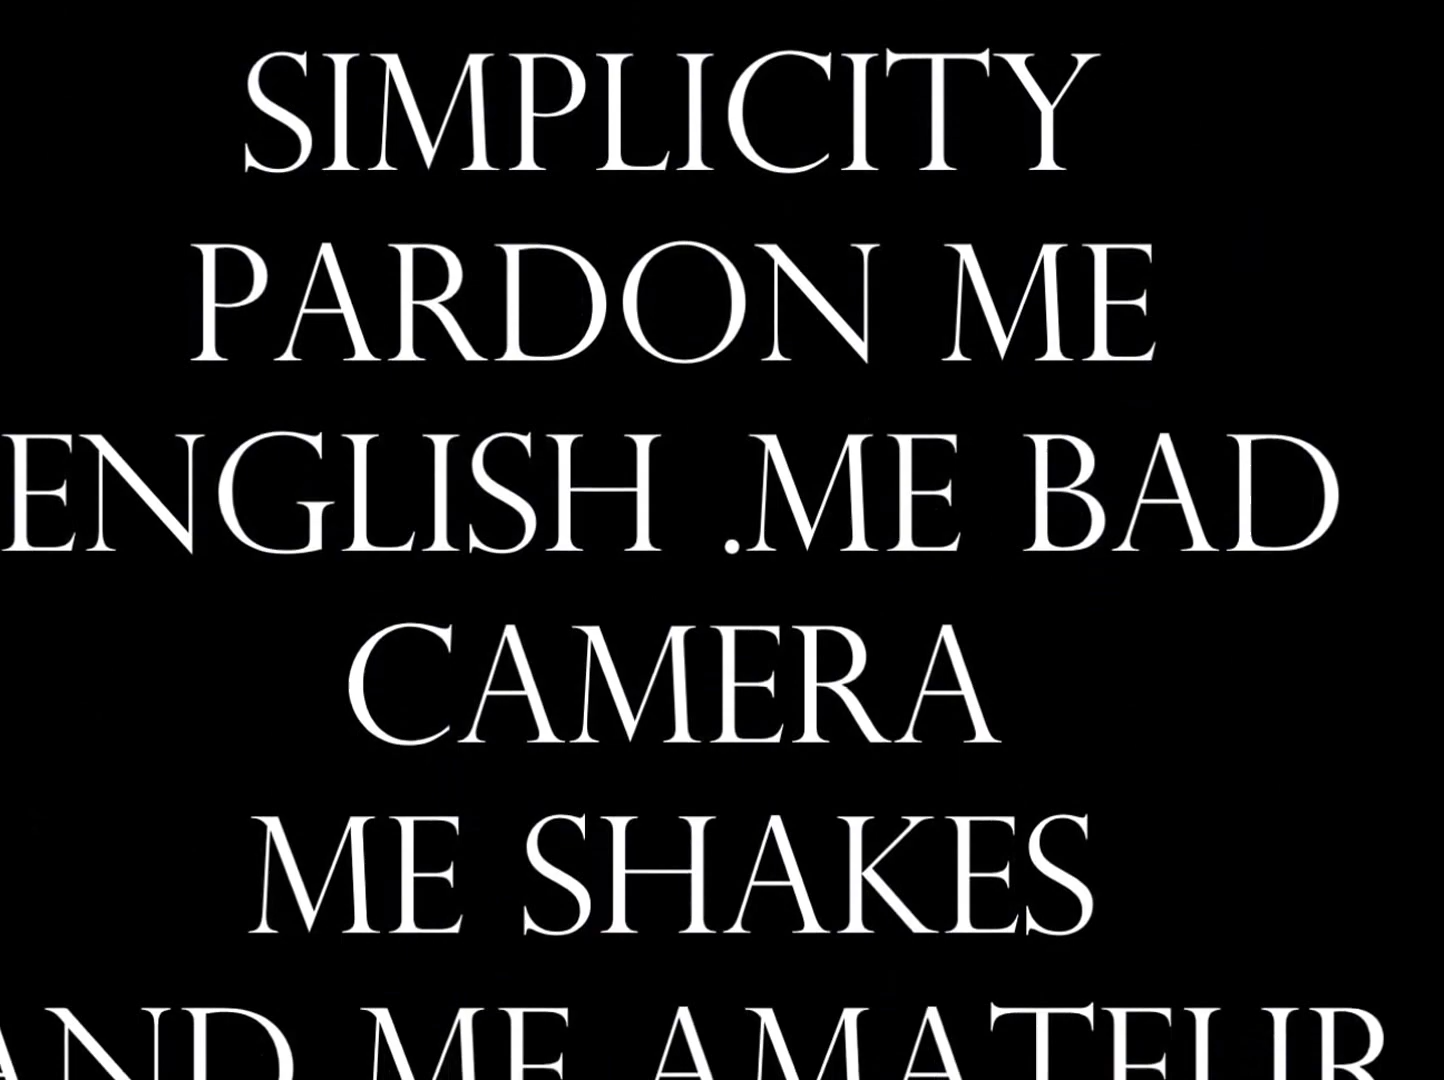 SIMPLICITY
PARDON ME
ENGLISH .ME BAD
CAMERA
ME SHAKES
AND ME AMATEUR